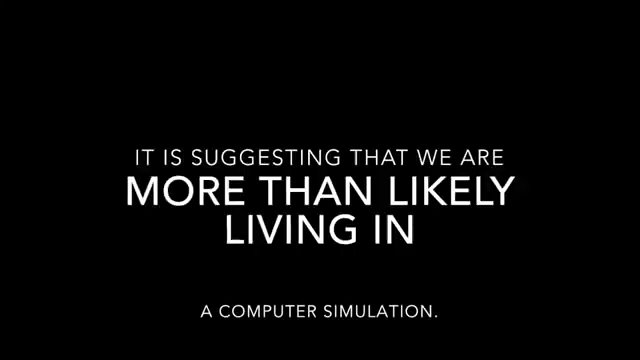 IT IS SUGGESTING THAT WE ARE
MORE THAN LIKELY
LIVING IN
A COMPUTER SIMULATION.